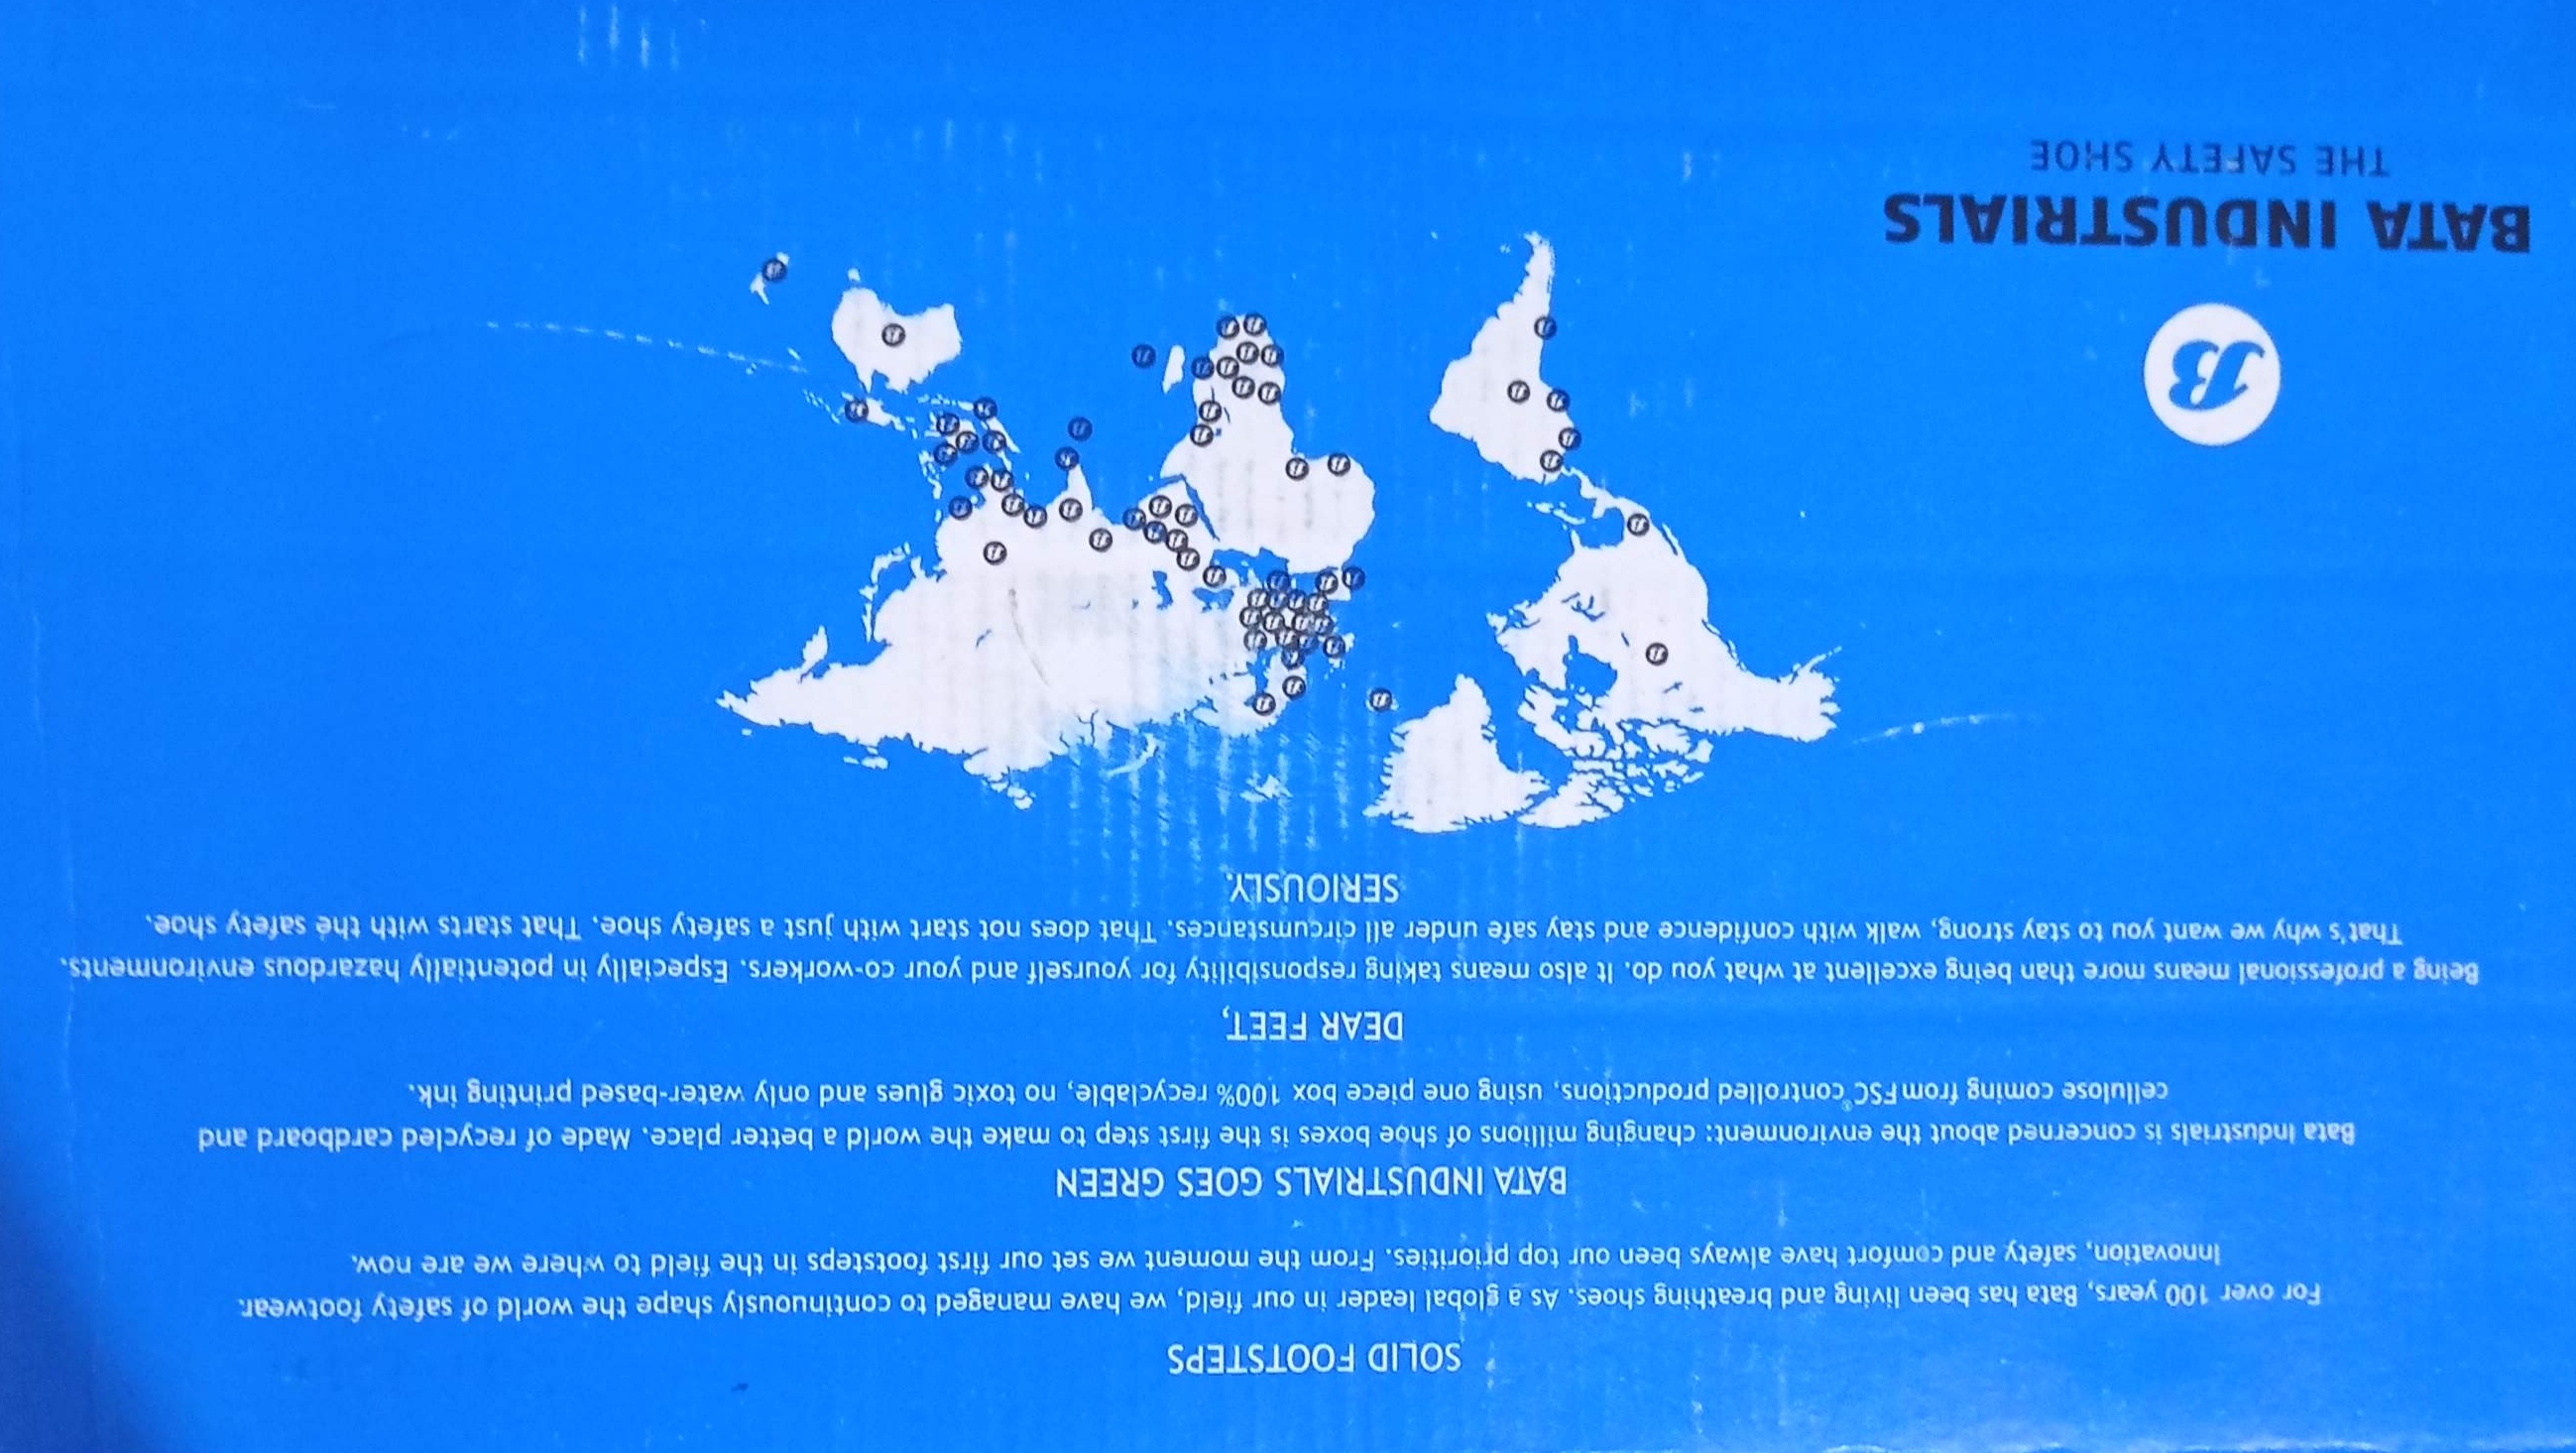 SOLID FOOTSTEPS
For over 100 years, Bata has been living and breathing shoes. As a global leader in our field, we have managed to continuously shape the world of safety footwear.
Innovation, safety and comfort have always been our top priorities. From the moment we set our first footsteps in the field to where we are now.
BATA INDUSTRIALS GOES GREEN
Bata Industrials is concerned about the environment: changing millions of shoe boxes is the first step to make the world a better place. Made of recycled cardboard and
cellulose coming from FSC® controlled productions, using one piece box 100% recyclable, no toxic glues and only water-based printing ink.
DEAR FEET,
Being a professional means more than being excellent at what you do. It also means taking responsibility for yourself and your co-workers. Especially in potentially hazardous environments.
That's why we want you to stay strong, walk with confidence and stay safe under all circumstances. That does not start with just a safety shoe. That starts with thé safety shoe.
SERIOUSLY.
B
BATA INDUSTRIALS
THE SAFETY SHOE